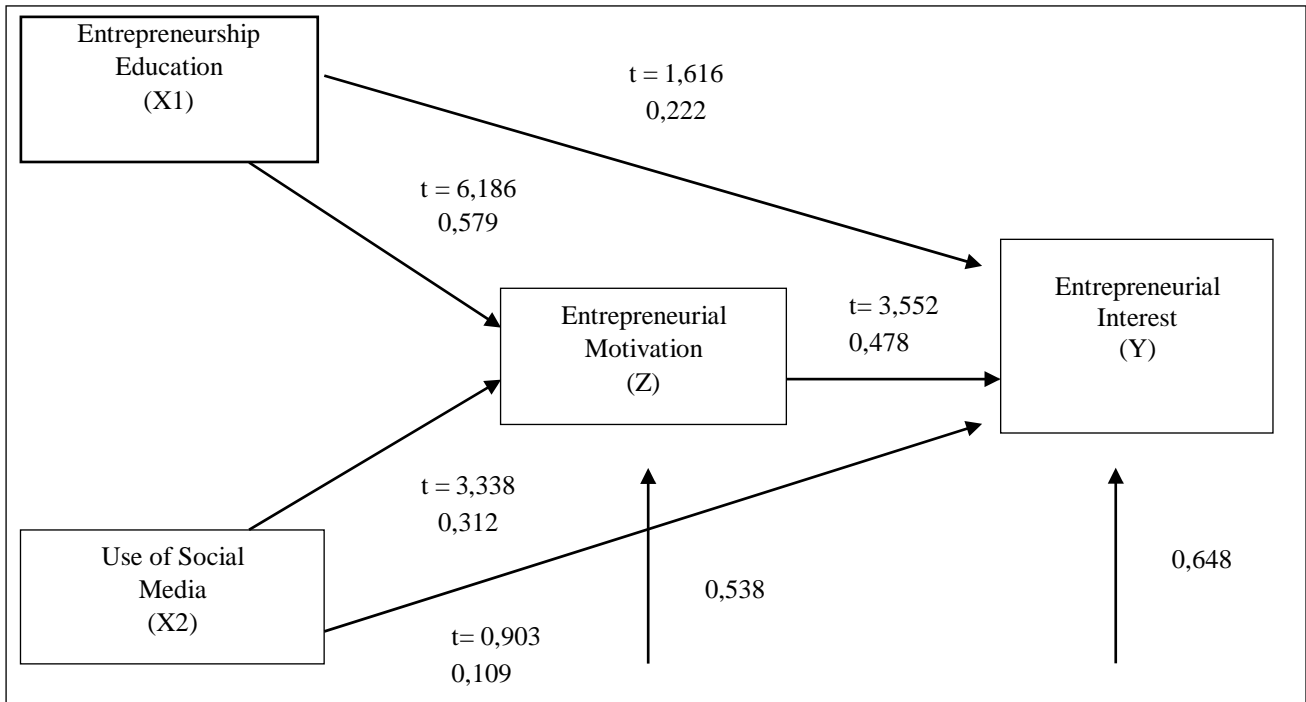 Entrepreneurship
Education
(X1)
t = 1,616
0,222
t = 6,186
0,579
Entrepreneurial
Motivation
(Z)
t= 3,552
0,478
Entrepreneurial
Interest
(Y)
t = 3,338
0,312
Use of Social
Media
(X2)
t= 0,903
0,109
0,538
0,648